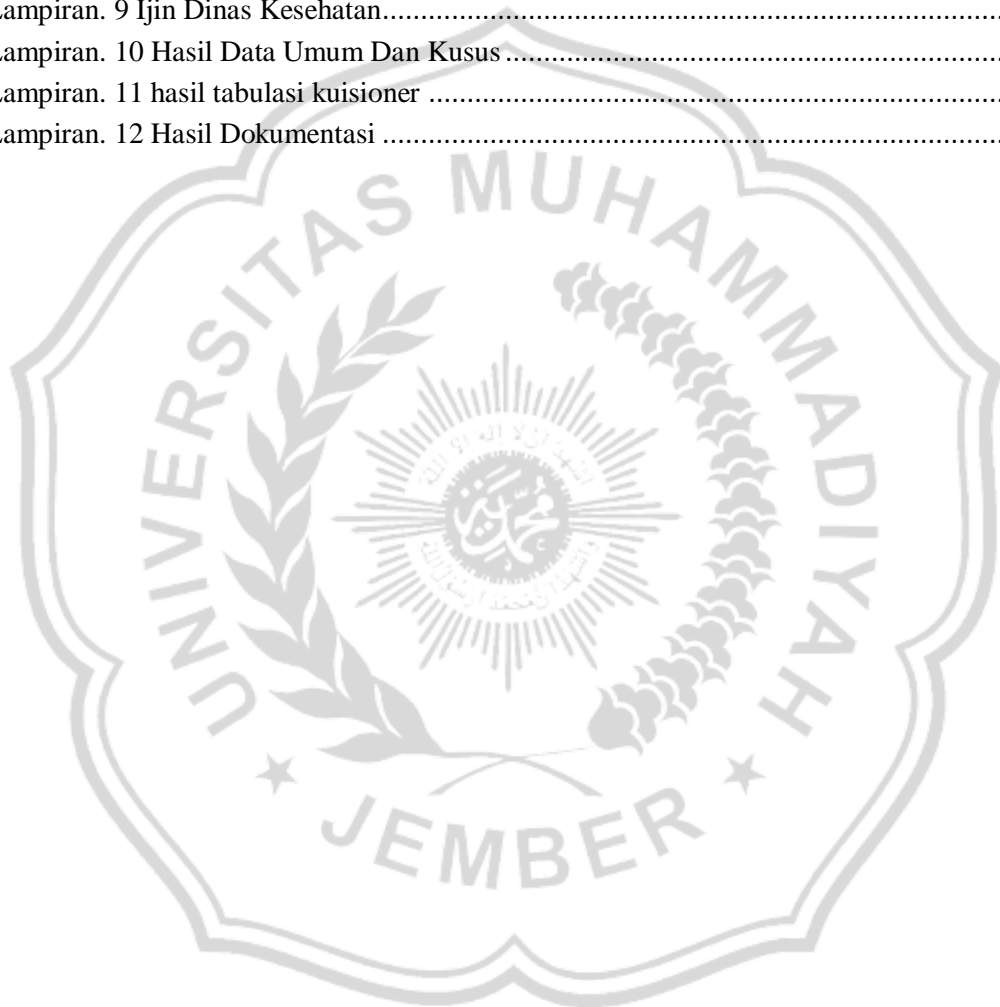 Lampiran. 9 Ijin Dinas Kesehatan
Lampiran. 10 Hasil Data Umum Dan Kusus
Lampiran. 11 hasil tabulasi kuisioner
Lampiran. 12 Hasil Dokumentasi
UNIVERSITAS MUHAMMADIYAH
JEMBER